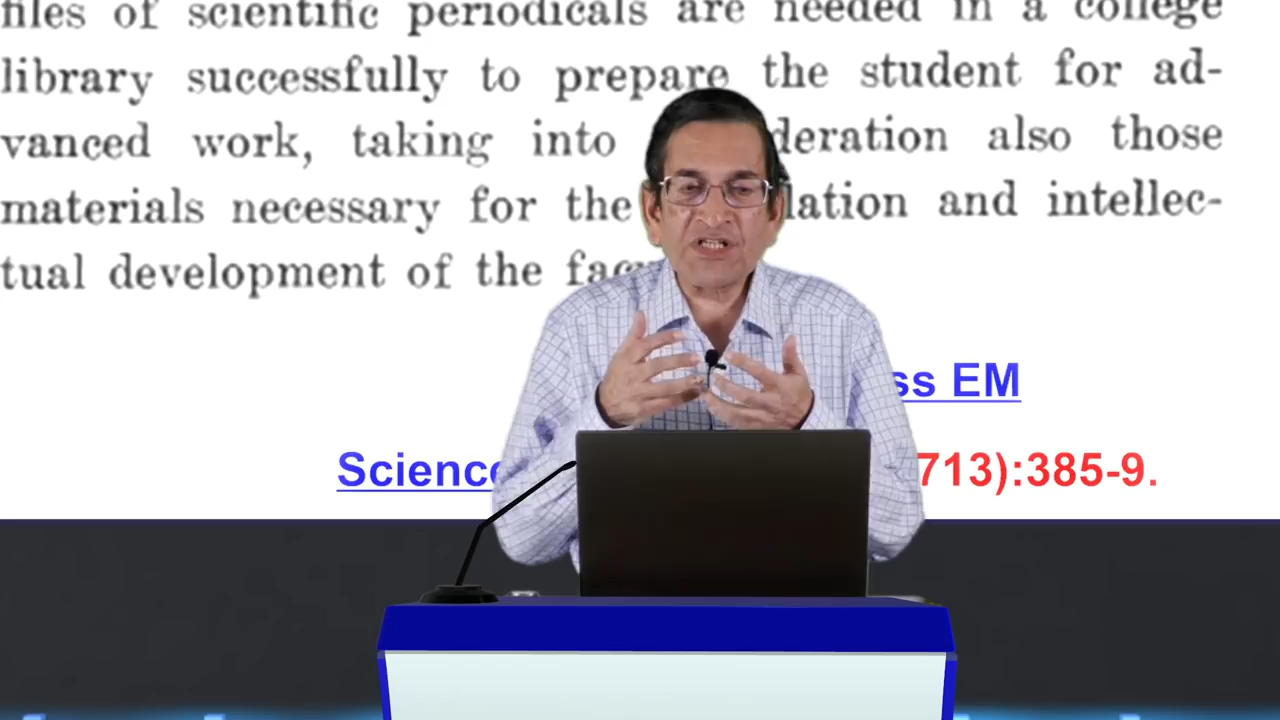 files of scientific periodicals are needed in a college
library successfully to prepare the student for ad-
vanced work, taking into deration also those
materials necessary for the lation and intellec-
tual development of the fac
ss EM
Science 713):385-9.